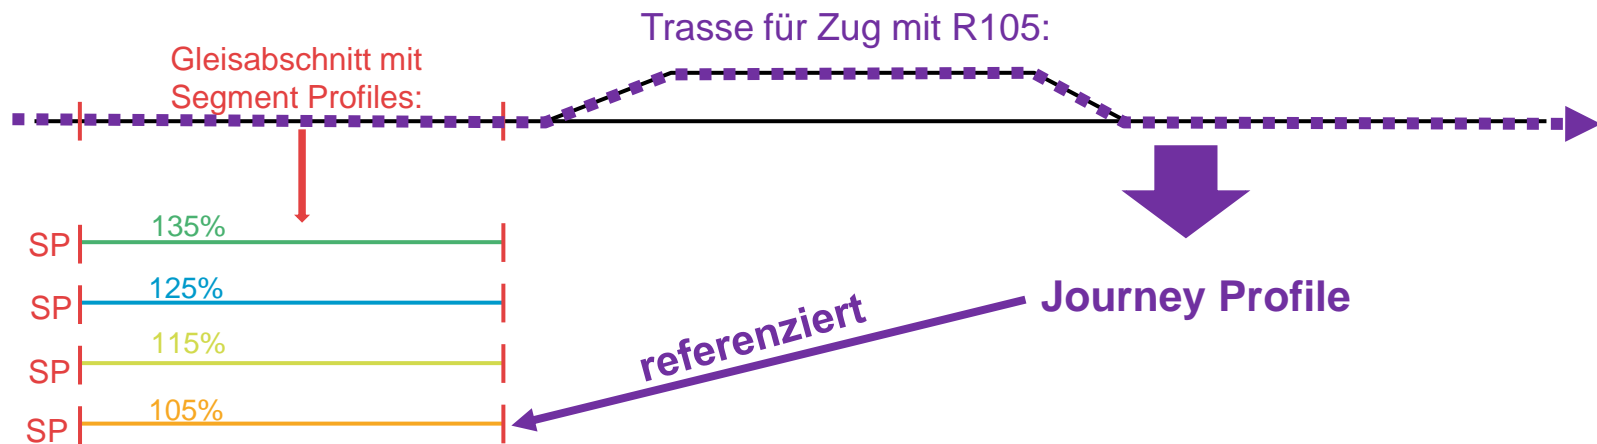 Trasse für Zug mit R105:
Gleisabschnitt mit
Segment Profiles:
SP
135%
SP
125%
SP
115%
SP
105%
referenziert
Journey Profile